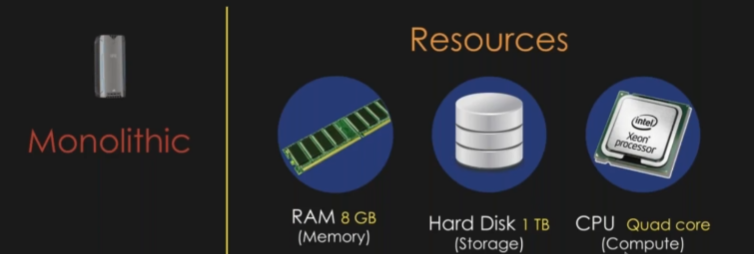 Monolithic
Resources
intel
Xeon
processor
RAM 8 GB
(Memory)
Hard Disk 1 TB
(Storage)
CPU Quad core
(Compute)